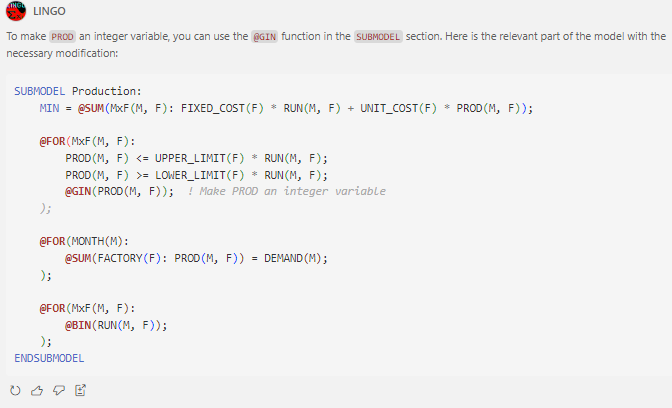 LINGO
To make PROD an integer variable, you can use the @GIN function in the SUBMODEL section. Here is the relevant part of the model with the
necessary modification:
SUBMODEL Production:
    MIN = @SUM(MxF(M, F): FIXED_COST(F) * RUN(M, F) + UNIT_COST(F) * PROD(M, F));
    @FOR(MxF(M, F):
        PROD(M, F) <= UPPER_LIMIT(F) * RUN(M, F);
        PROD(M, F) >= LOWER_LIMIT(F) * RUN(M, F);
        @GIN(PROD(M, F));  ! Make PROD an integer variable
    );
    @FOR(MONTH(M):
        @SUM(FACTORY(F): PROD(M, F)) = DEMAND(M);
    );
    @FOR(MxF(M, F):
        @BIN(RUN(M, F));
    );
ENDSUBMODEL